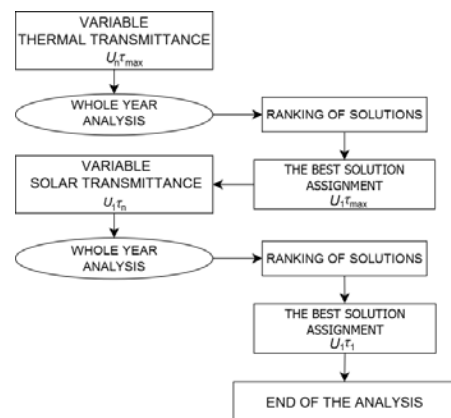 VARIABLE
THERMAL TRANSMITTANCE
Uₙτₘₐₓ
WHOLE YEAR
ANALYSIS
RANKING OF SOLUTIONS
THE BEST SOLUTION
ASSIGNMENT
U₁τₘₐₓ
VARIABLE
SOLAR TRANSMITTANCE
U₁τₙ
WHOLE YEAR
ANALYSIS
RANKING OF SOLUTIONS
THE BEST SOLUTION
ASSIGNMENT
U₁τ₁
END OF THE ANALYSIS